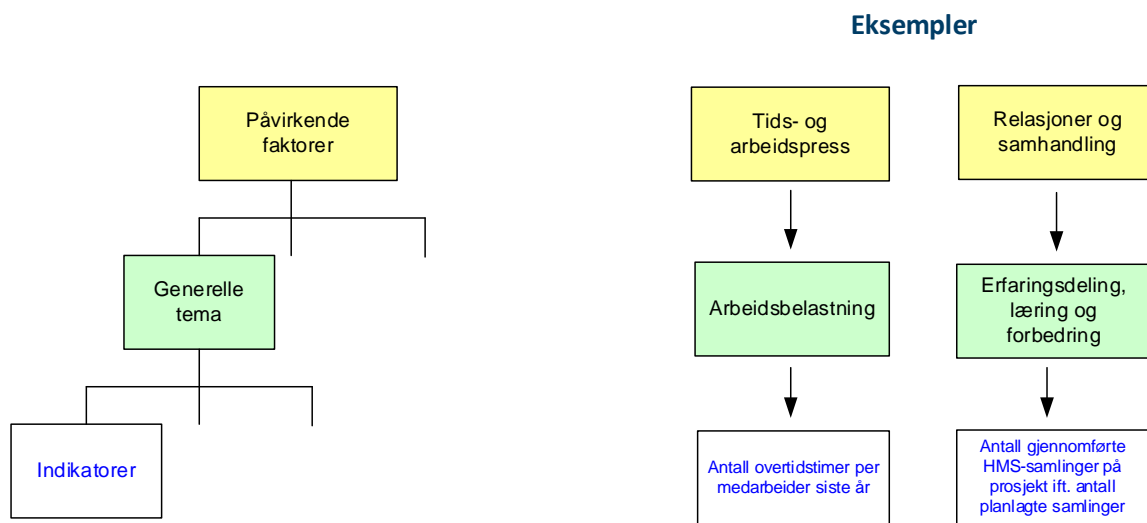 Eksempler
Påvirkende
faktorer
Generelle
tema
Indikatorer
Tids- og
arbeidspress
Arbeidsbelastning
Antall overtidstimer per
medarbeider siste år
Relasjoner og
samhandling
Erfaringsdeling,
læring og
forbedring
Antall gjennomførte
HMS-samlinger på
prosjekt ift. antall
planlagte samlinger